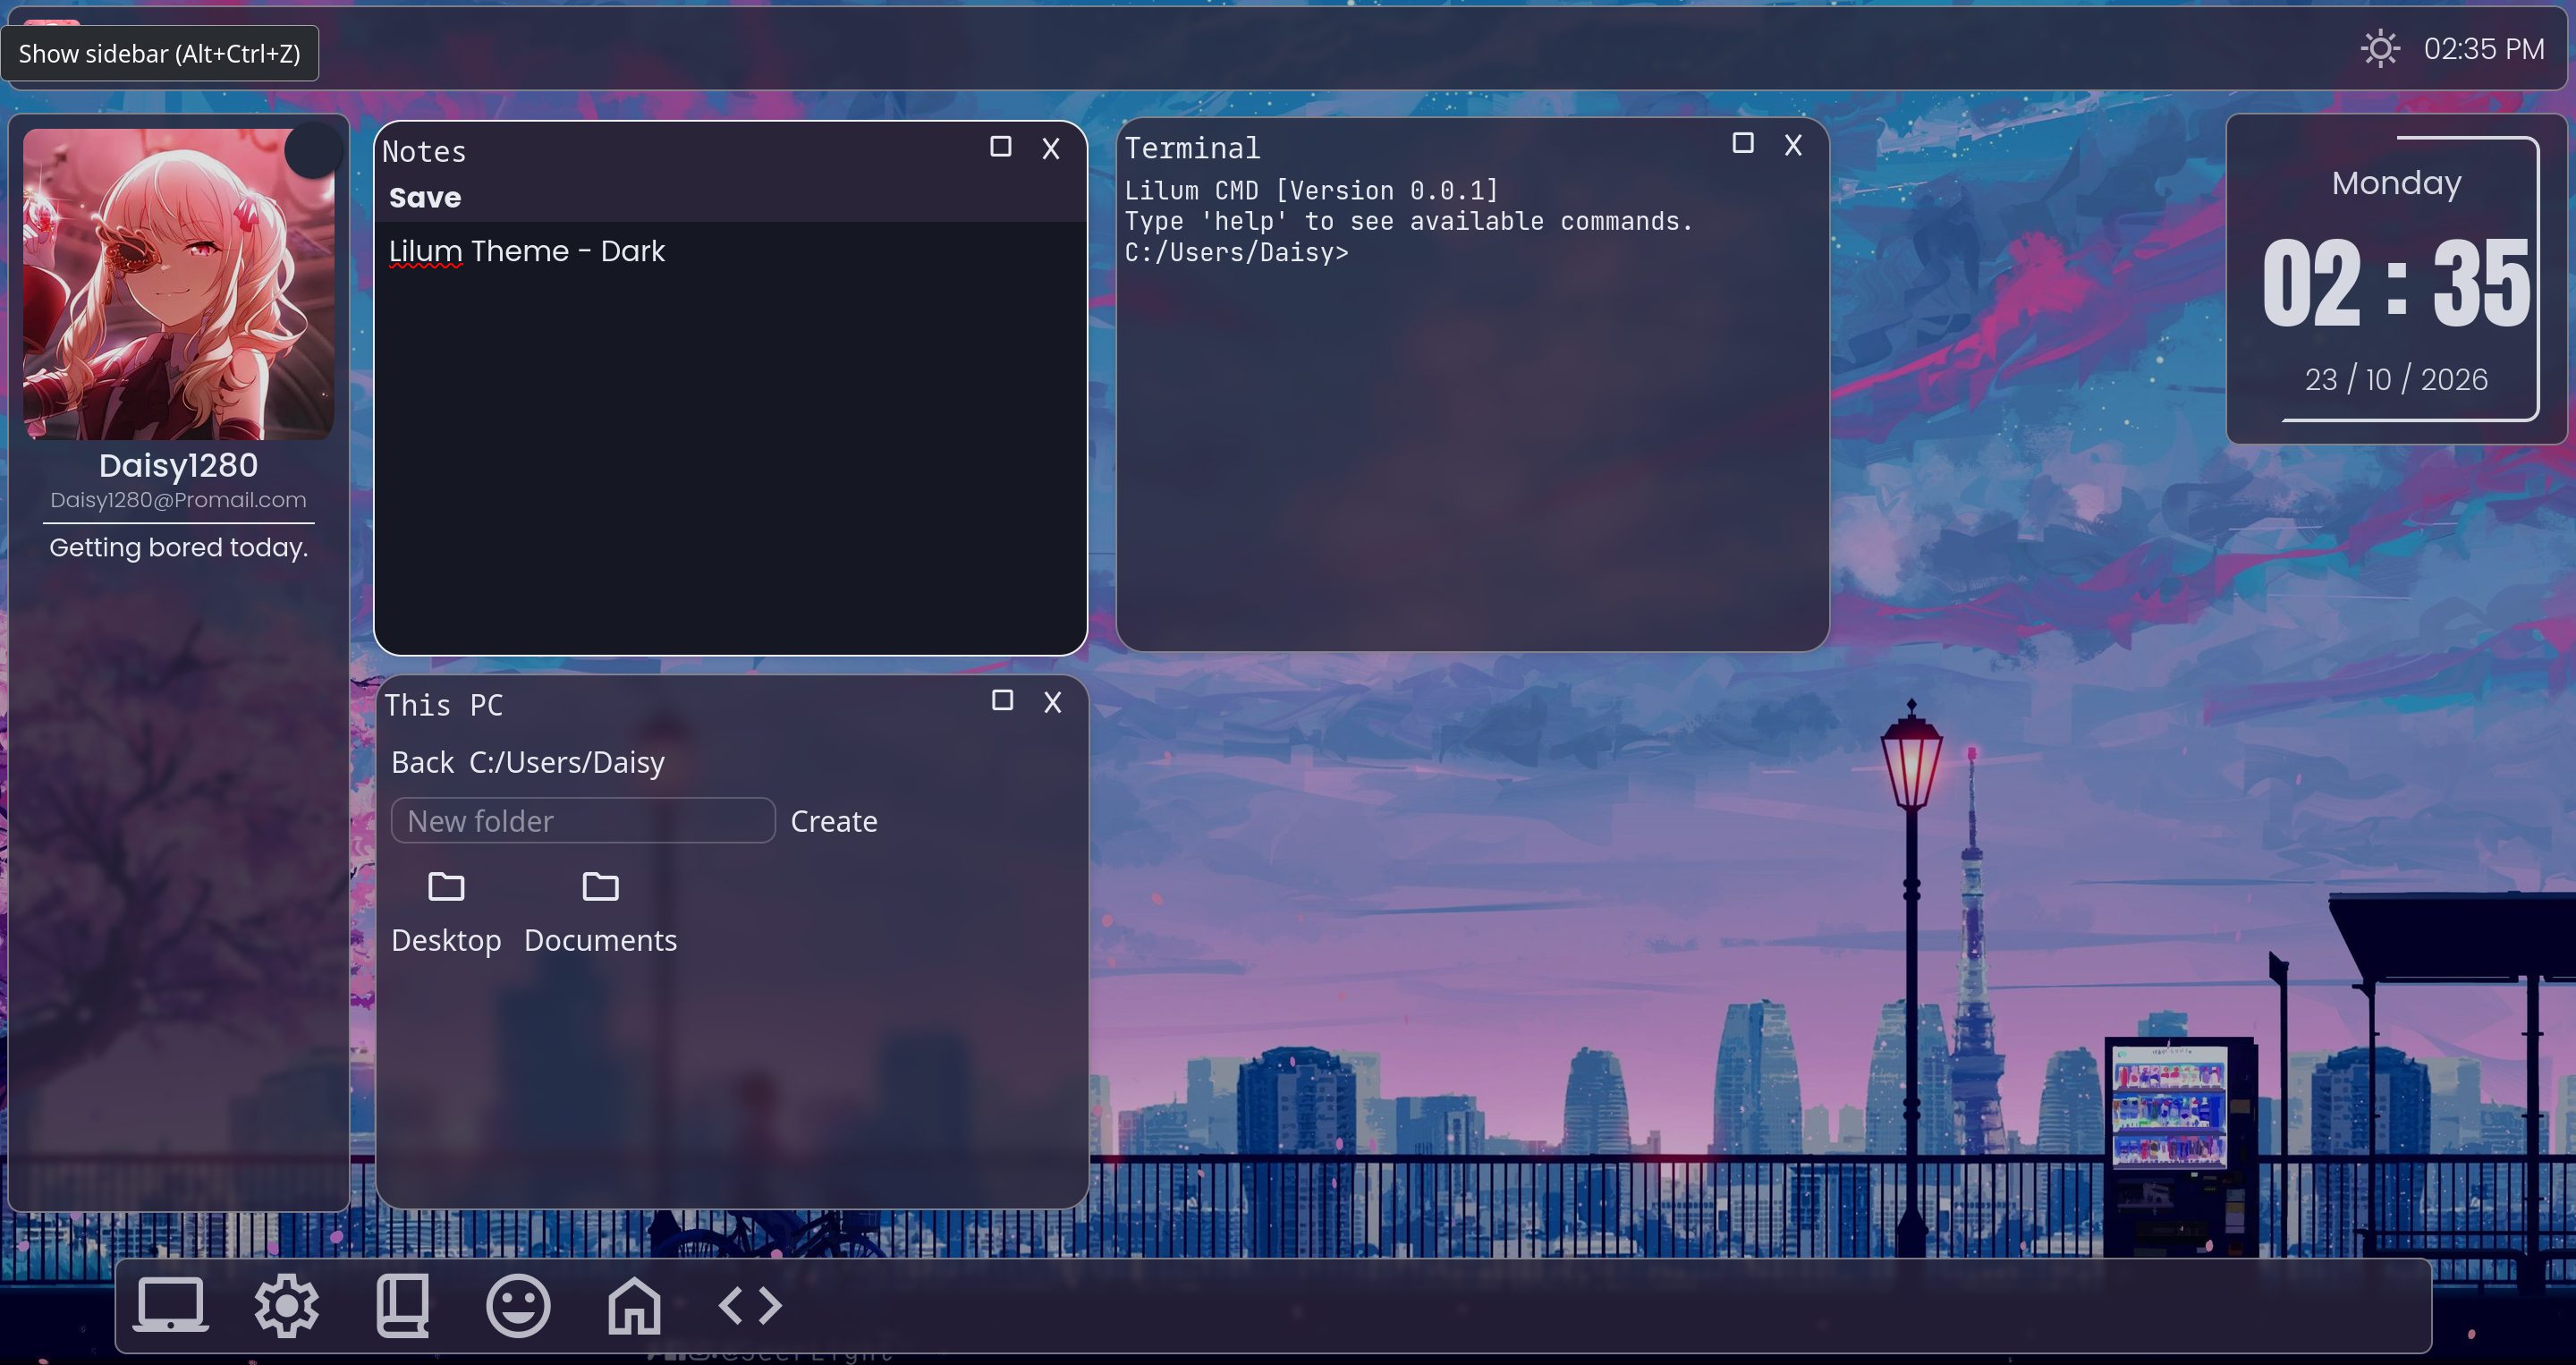 Show sidebar (Alt+Ctrl+Z)
02:35 PM
Daisy1280
Daisy1280@Promail.com
Getting bored today.
Notes
X
Save
Lilum Theme - Dark
Terminal
X
Lilum CMD [Version 0.0.1]
Type 'help' to see available commands.
C:/Users/Daisy>
Monday
02 : 35
23 / 10 / 2026
This PC
X
Back C:/Users/Daisy
New folder
Create
Desktop Documents